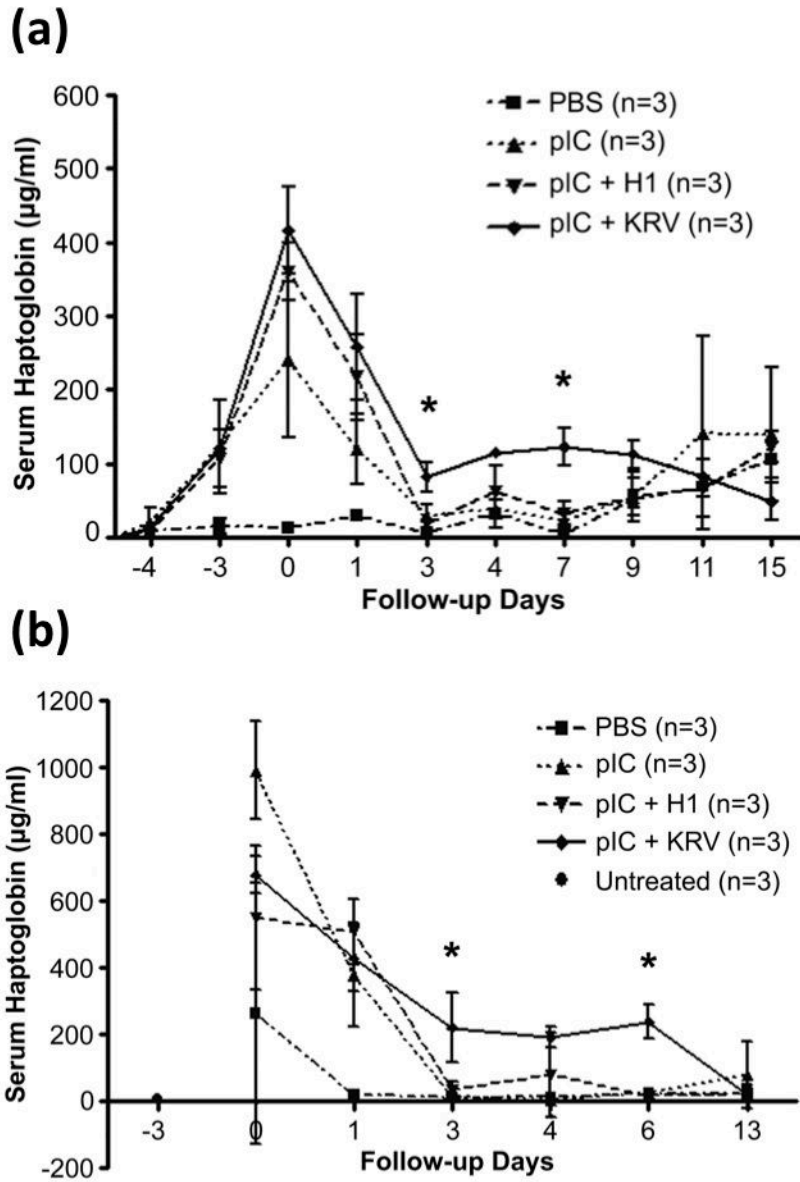 (a)
600
500
400
300
200
100
0
Serum Haptoglobin (µg/ml)
PBS (n=3)
pIC (n=3)
pIC + H1 (n=3)
pIC + KRV (n=3)
*
*
-4 -3 0 1 3 4 7 9 11 15
Follow-up Days
(b)
1200
1000
800
600
400
200
0
-200
Serum Haptoglobin (µg/ml)
PBS (n=3)
pIC (n=3)
pIC + H1 (n=3)
pIC + KRV (n=3)
Untreated (n=3)
*
*
-3 0 1 3 4 6 13
Follow-up Days